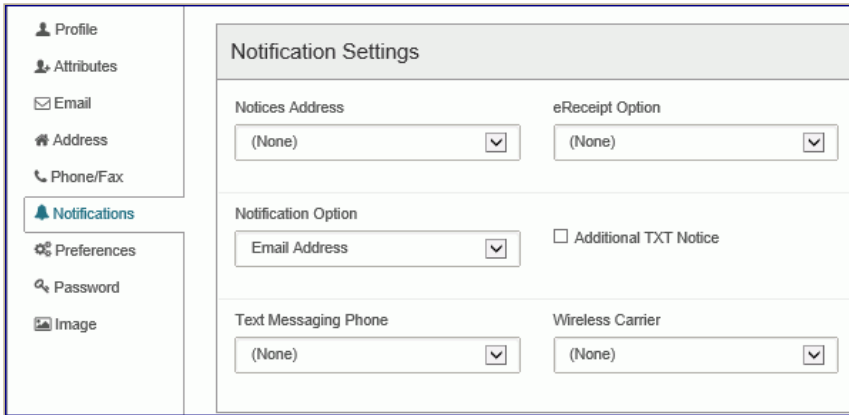 Profile
Attributes
Email
Address
Phone/Fax
Notifications
Preferences
Password
Image
Notification Settings
Notices Address
eReceipt Option
(None)
(None)
Notification Option
Email Address
Additional TXT Notice
Text Messaging Phone
Wireless Carrier
(None)
(None)